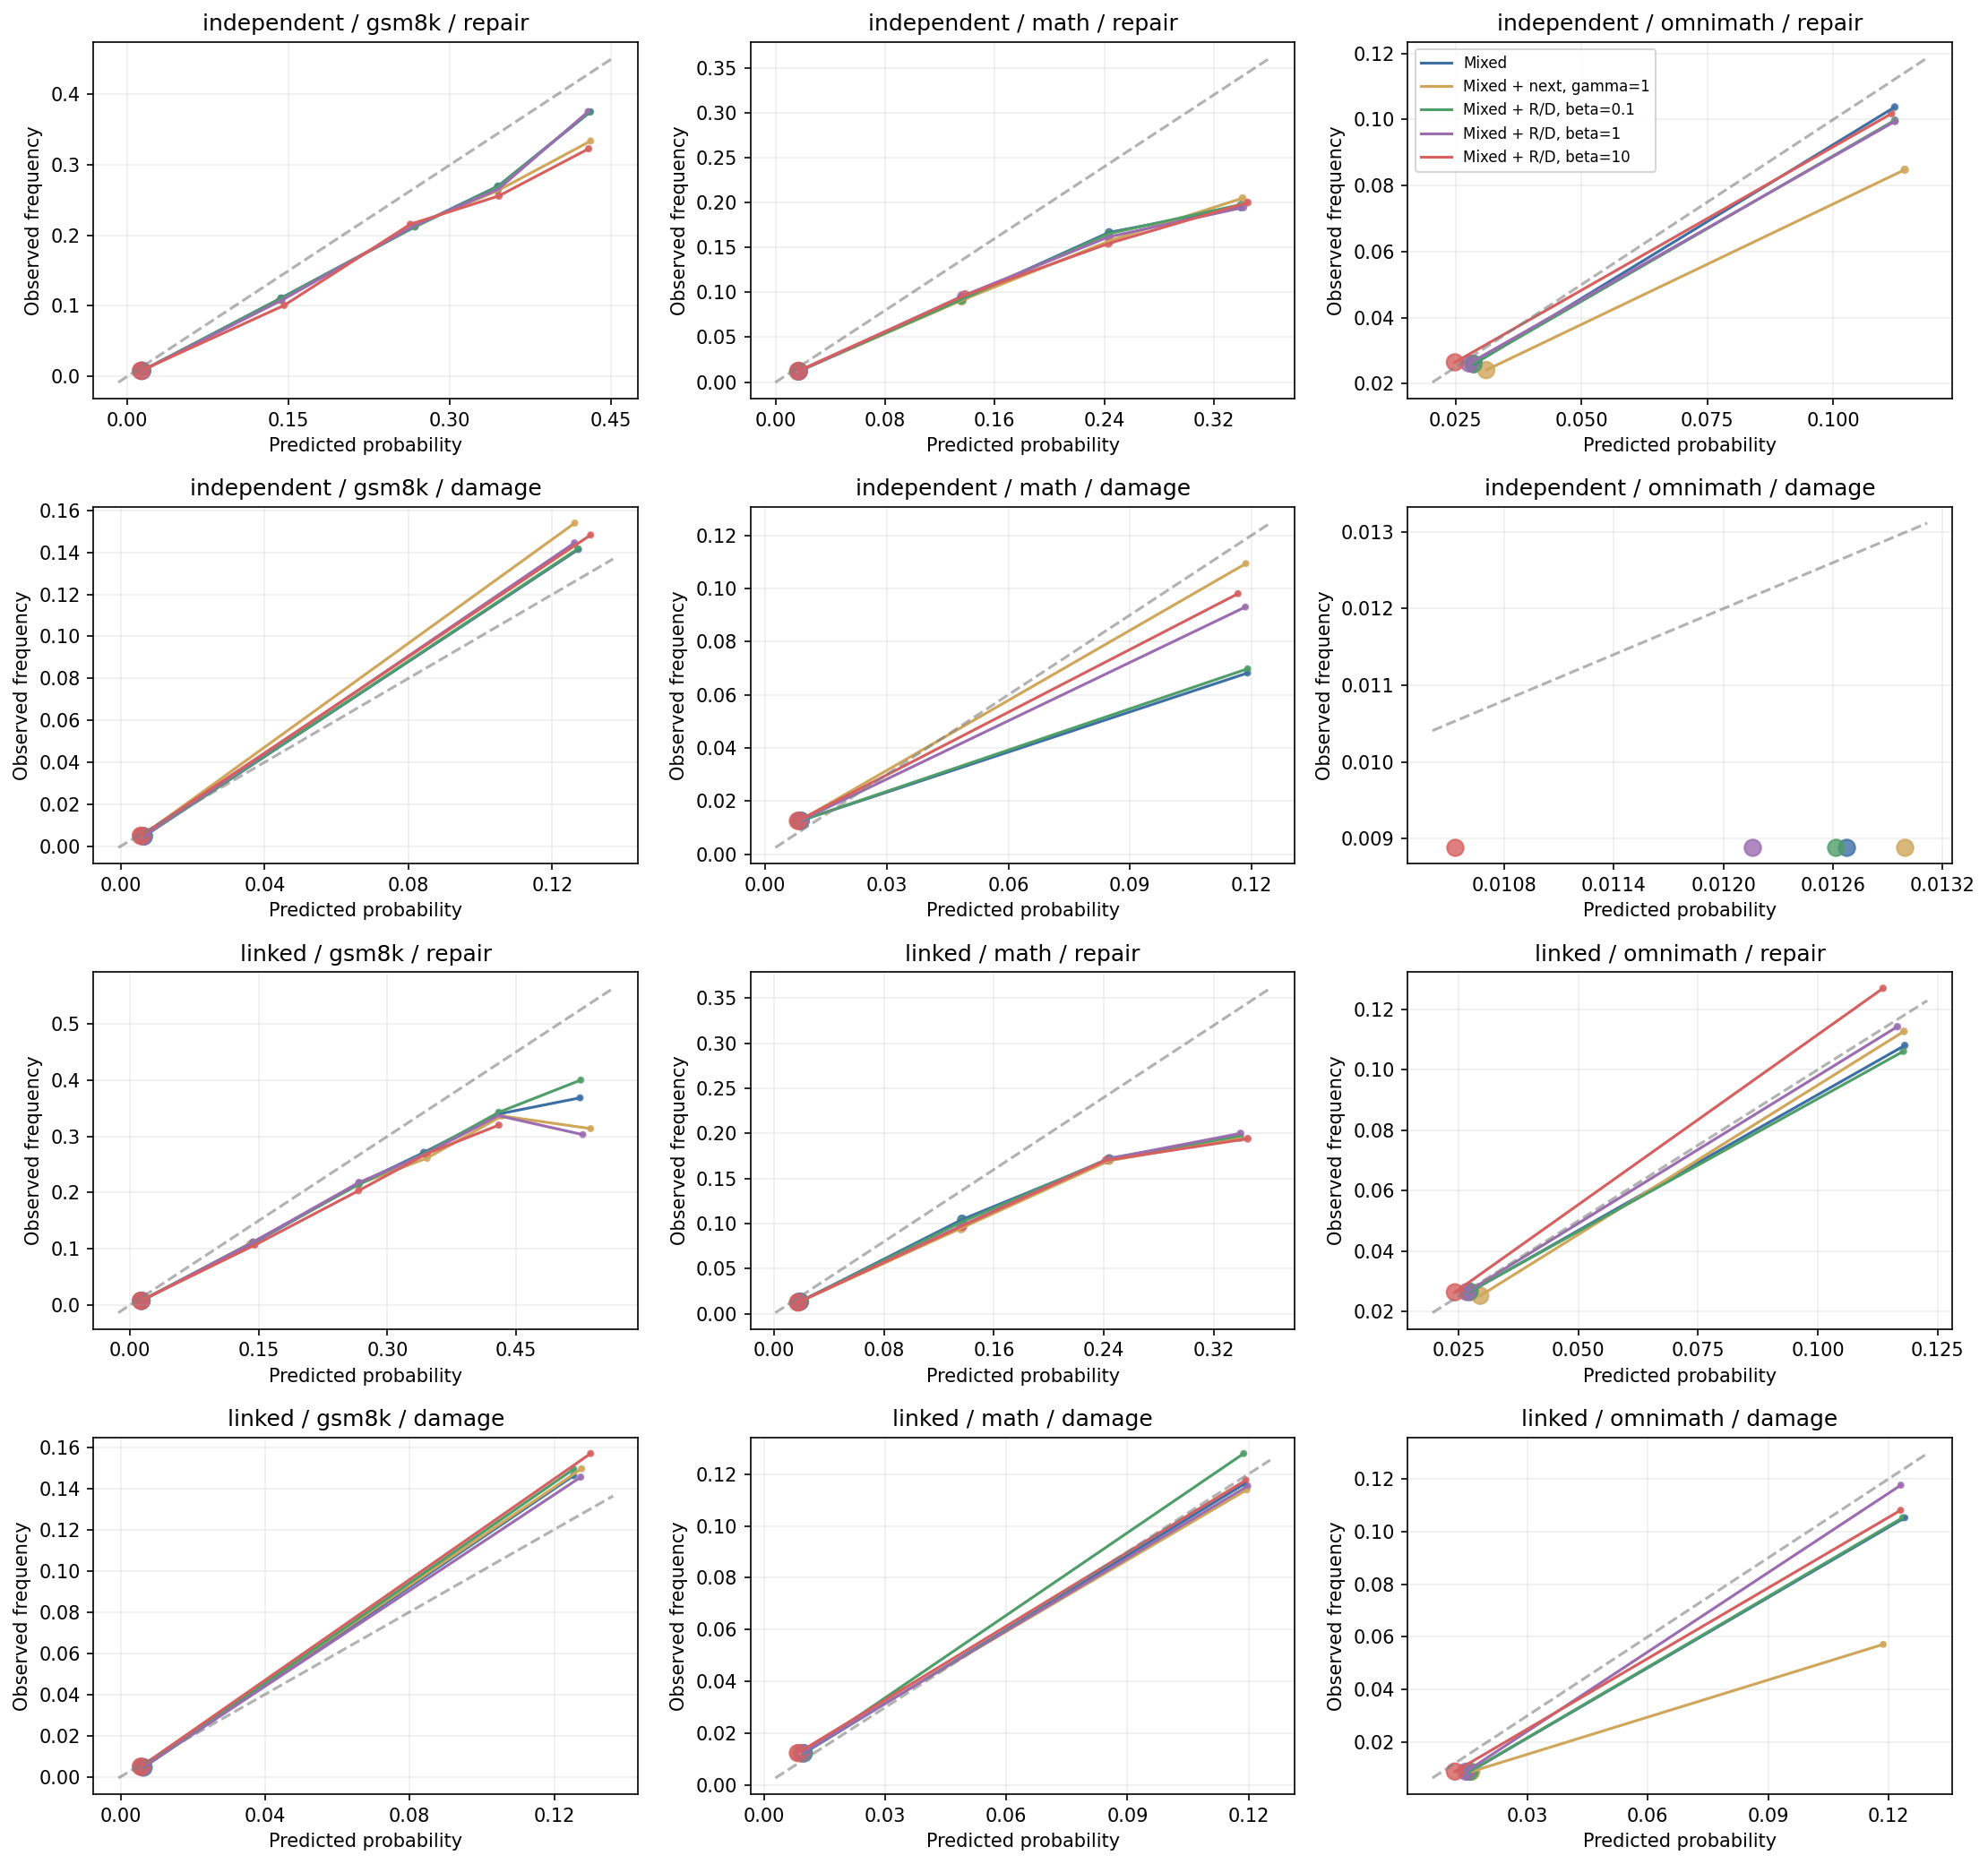 independent / gsm8k / repair
independent / math / repair
independent / omnimath / repair
Observed frequency
0.4
0.3
0.2
0.1
0.0
0.00 0.15 0.30 0.45
Predicted probability
Observed frequency
0.35
0.30
0.25
0.20
0.15
0.10
0.05
0.00
0.00 0.08 0.16 0.24 0.32
Predicted probability
Observed frequency
0.12
0.10
0.08
0.06
0.04
0.02
Mixed
Mixed + next, gamma=1
Mixed + R/D, beta=0.1
Mixed + R/D, beta=1
Mixed + R/D, beta=10
0.025 0.050 0.075 0.100
Predicted probability
independent / gsm8k / damage
independent / math / damage
independent / omnimath / damage
Observed frequency
0.16
0.14
0.12
0.10
0.08
0.06
0.04
0.02
0.00
0.00 0.04 0.08 0.12
Predicted probability
Observed frequency
0.12
0.10
0.08
0.06
0.04
0.02
0.00
0.00 0.03 0.06 0.09 0.12
Predicted probability
Observed frequency
0.013
0.012
0.011
0.010
0.009
0.0108 0.0114 0.0120 0.0126 0.0132
Predicted probability
linked / gsm8k / repair
linked / math / repair
linked / omnimath / repair
Observed frequency
0.5
0.4
0.3
0.2
0.1
0.0
0.00 0.15 0.30 0.45
Predicted probability
Observed frequency
0.35
0.30
0.25
0.20
0.15
0.10
0.05
0.00
0.00 0.08 0.16 0.24 0.32
Predicted probability
Observed frequency
0.12
0.10
0.08
0.06
0.04
0.02
0.025 0.050 0.075 0.100 0.125
Predicted probability
linked / gsm8k / damage
linked / math / damage
linked / omnimath / damage
Observed frequency
0.16
0.14
0.12
0.10
0.08
0.06
0.04
0.02
0.00
0.00 0.04 0.08 0.12
Predicted probability
Observed frequency
0.12
0.10
0.08
0.06
0.04
0.02
0.00
0.00 0.03 0.06 0.09 0.12
Predicted probability
Observed frequency
0.12
0.10
0.08
0.06
0.04
0.02
0.03 0.06 0.09 0.12
Predicted probability